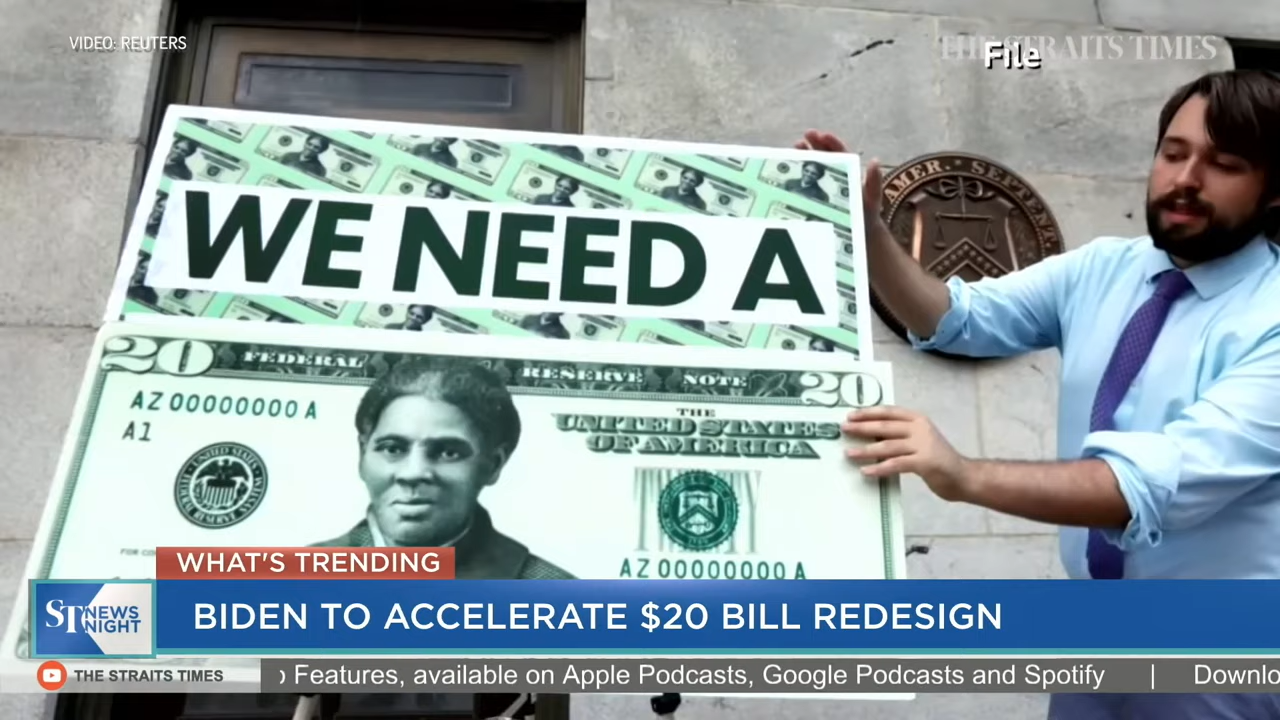 VIDEO: REUTERS
THE STRAITS TIMES
File
AMER. SEPTENT.
WE NEED A
20 FEDERAL RESERVE NOTE 20
AZ 00000000 A
A1
THE
UNITED STATES
OF AMERICA
AZ 00000000 A
WHAT'S TRENDING
ST NEWS
NIGHT
BIDEN TO ACCELERATE $20 BILL REDESIGN
THE STRAITS TIMES
Features, available on Apple Podcasts, Google Podcasts and Spotify | Downlo